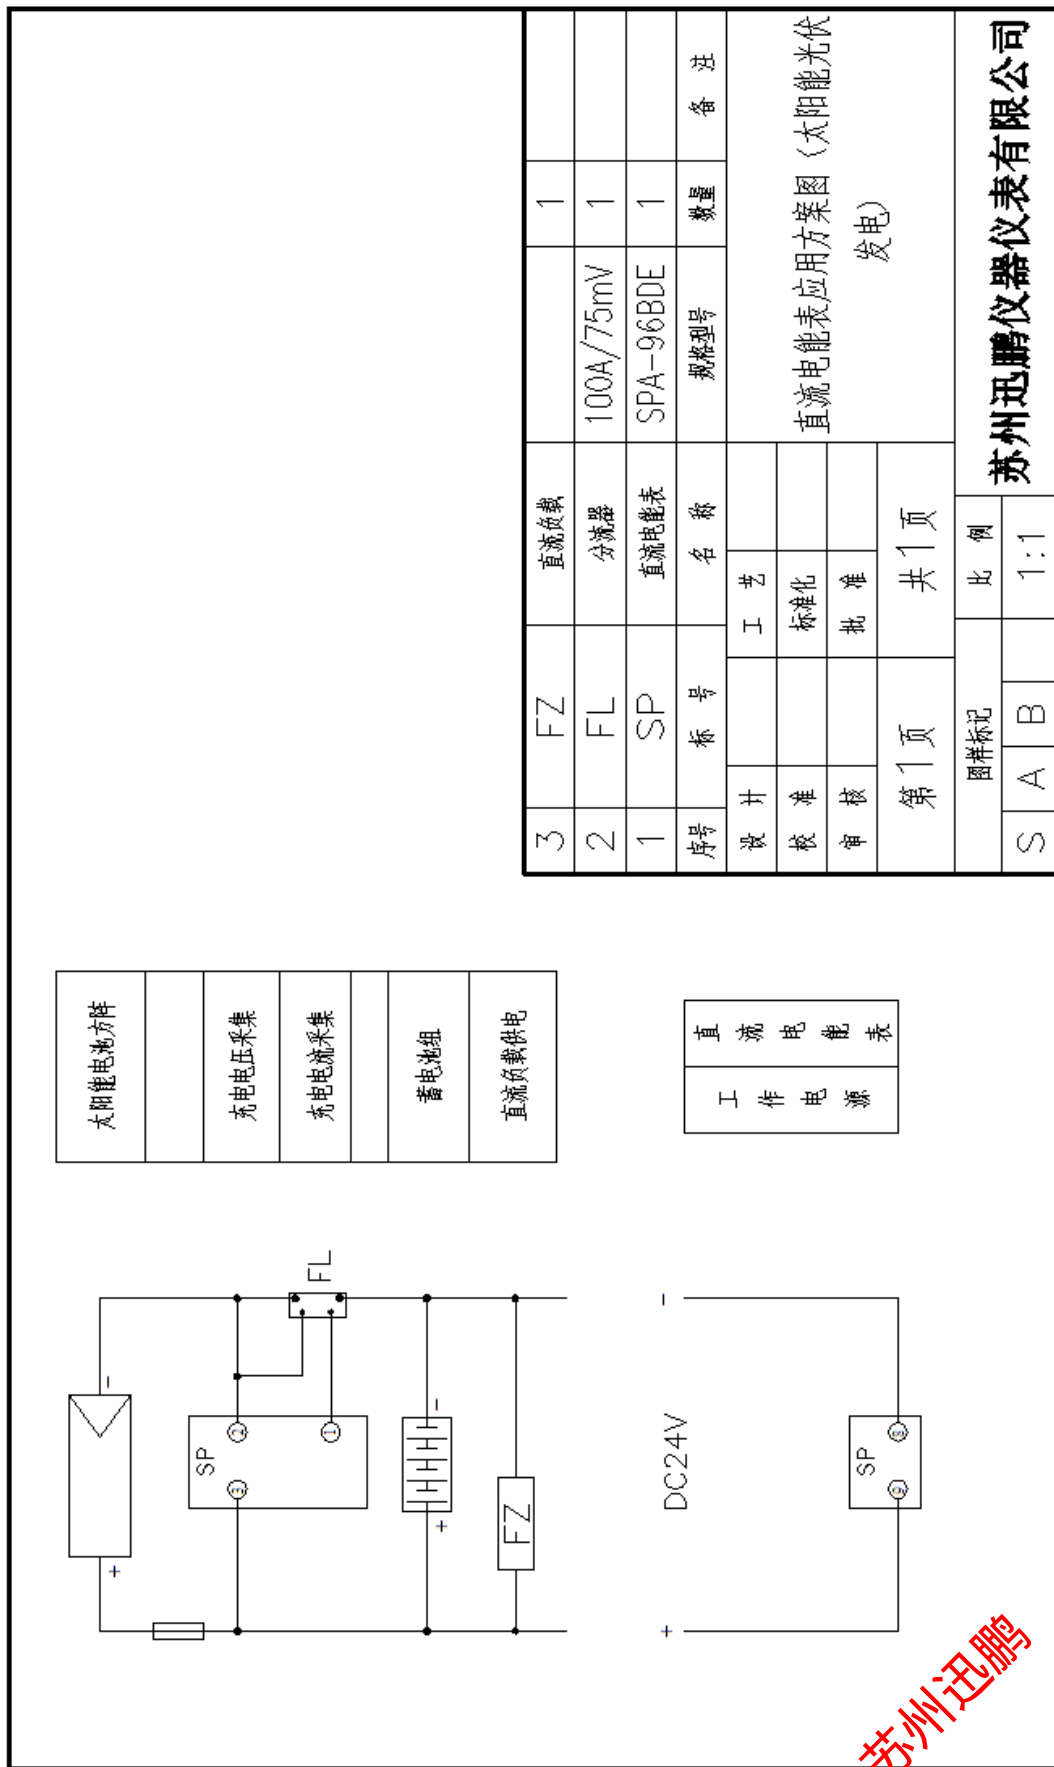 太阳能电池方阵
充电电压采集
充电电流采集
蓄电池组
直流负载供电
直流电能表
工作电源
-
+
SP
3
2
1
FL
+
-
FZ
+
DC24V
-
SP
9
8
3 FZ 直流负载 1
2 FL 分流器 100A/75mV 1
1 SP 直流电能表 SPA-96BDE 1
序号 标 号 名 称 规格型号 数量 备 注
设 计 工 艺
校 准 标准化
审 核 批 准
直流电能表应用方案图（太阳能光伏
发电）
第1页 共1页
图样标记 比 例
S A B 1:1
苏州迅鹏仪器仪表有限公司
苏州迅鹏